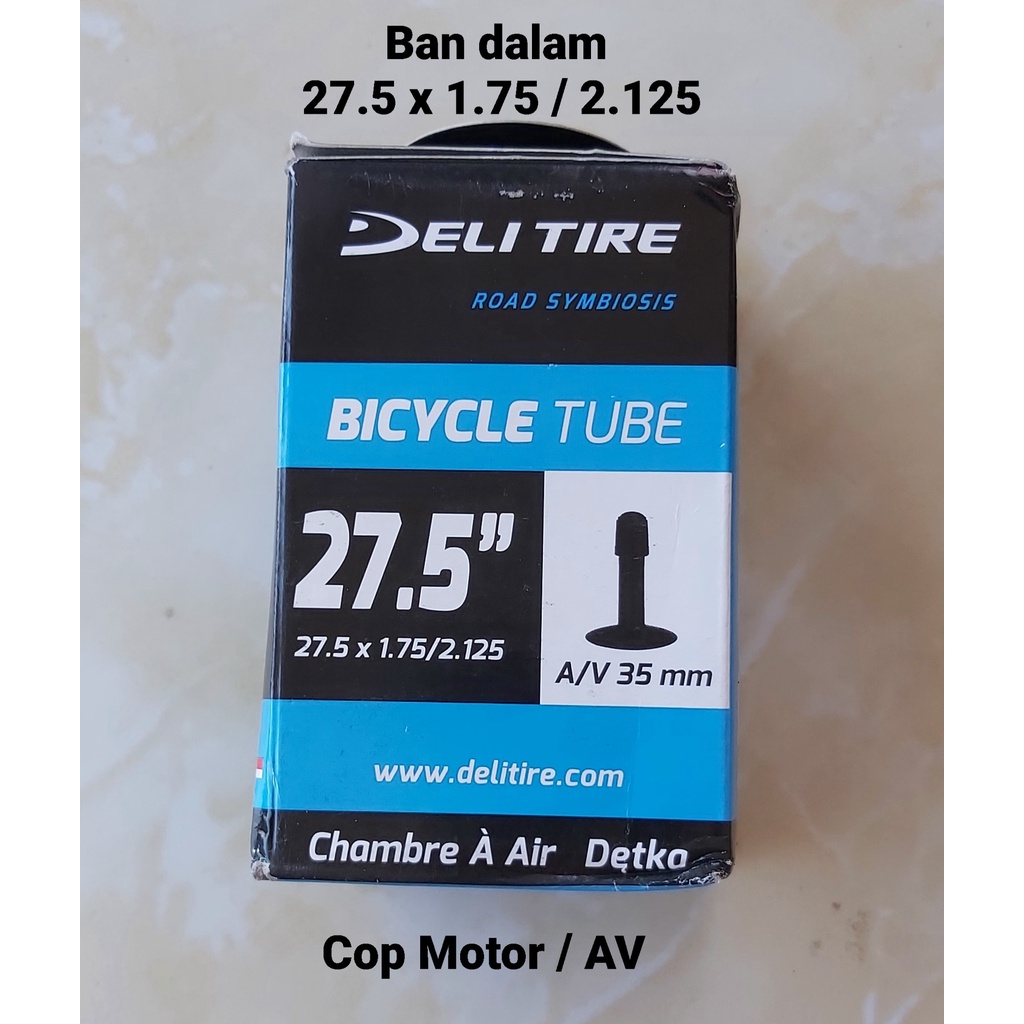 Ban dalam
27.5 x 1.75 / 2.125
DELI TIRE
ROAD SYMBIOSIS
BICYCLE TUBE
27.5"
27.5 x 1.75/2.125
A/V 35 mm
www.delitire.com
Chambre À Air Dętka
Cop Motor / AV